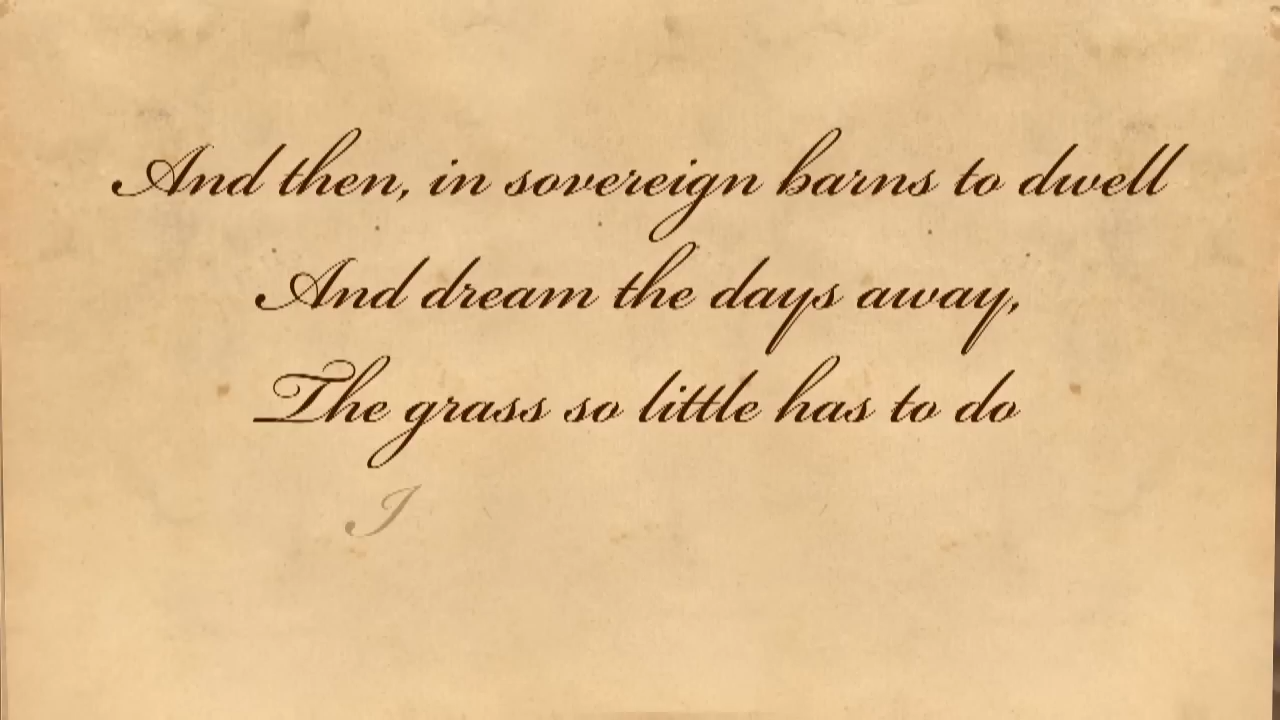 And then, in sovereign barns to dwell
And dream the days away,
The grass so little has to do
I